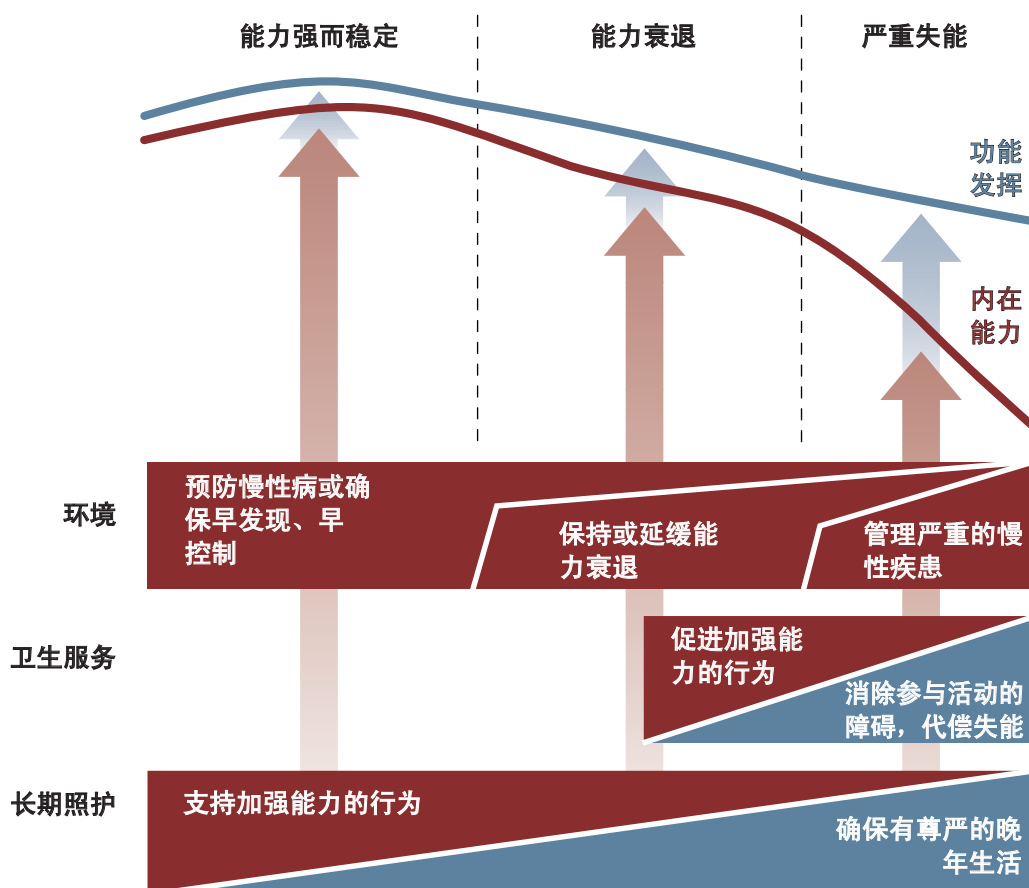 能力强而稳定
能力衰退
严重失能
功能
发挥
内在
能力
环境
预防慢性病或确
保早发现、早
控制
保持或延缓能
力衰退
管理严重的慢
性疾患
卫生服务
促进加强能
力的行为
消除参与活动的
障碍，代偿失能
长期照护
支持加强能力的行为
确保有尊严的晚
年生活